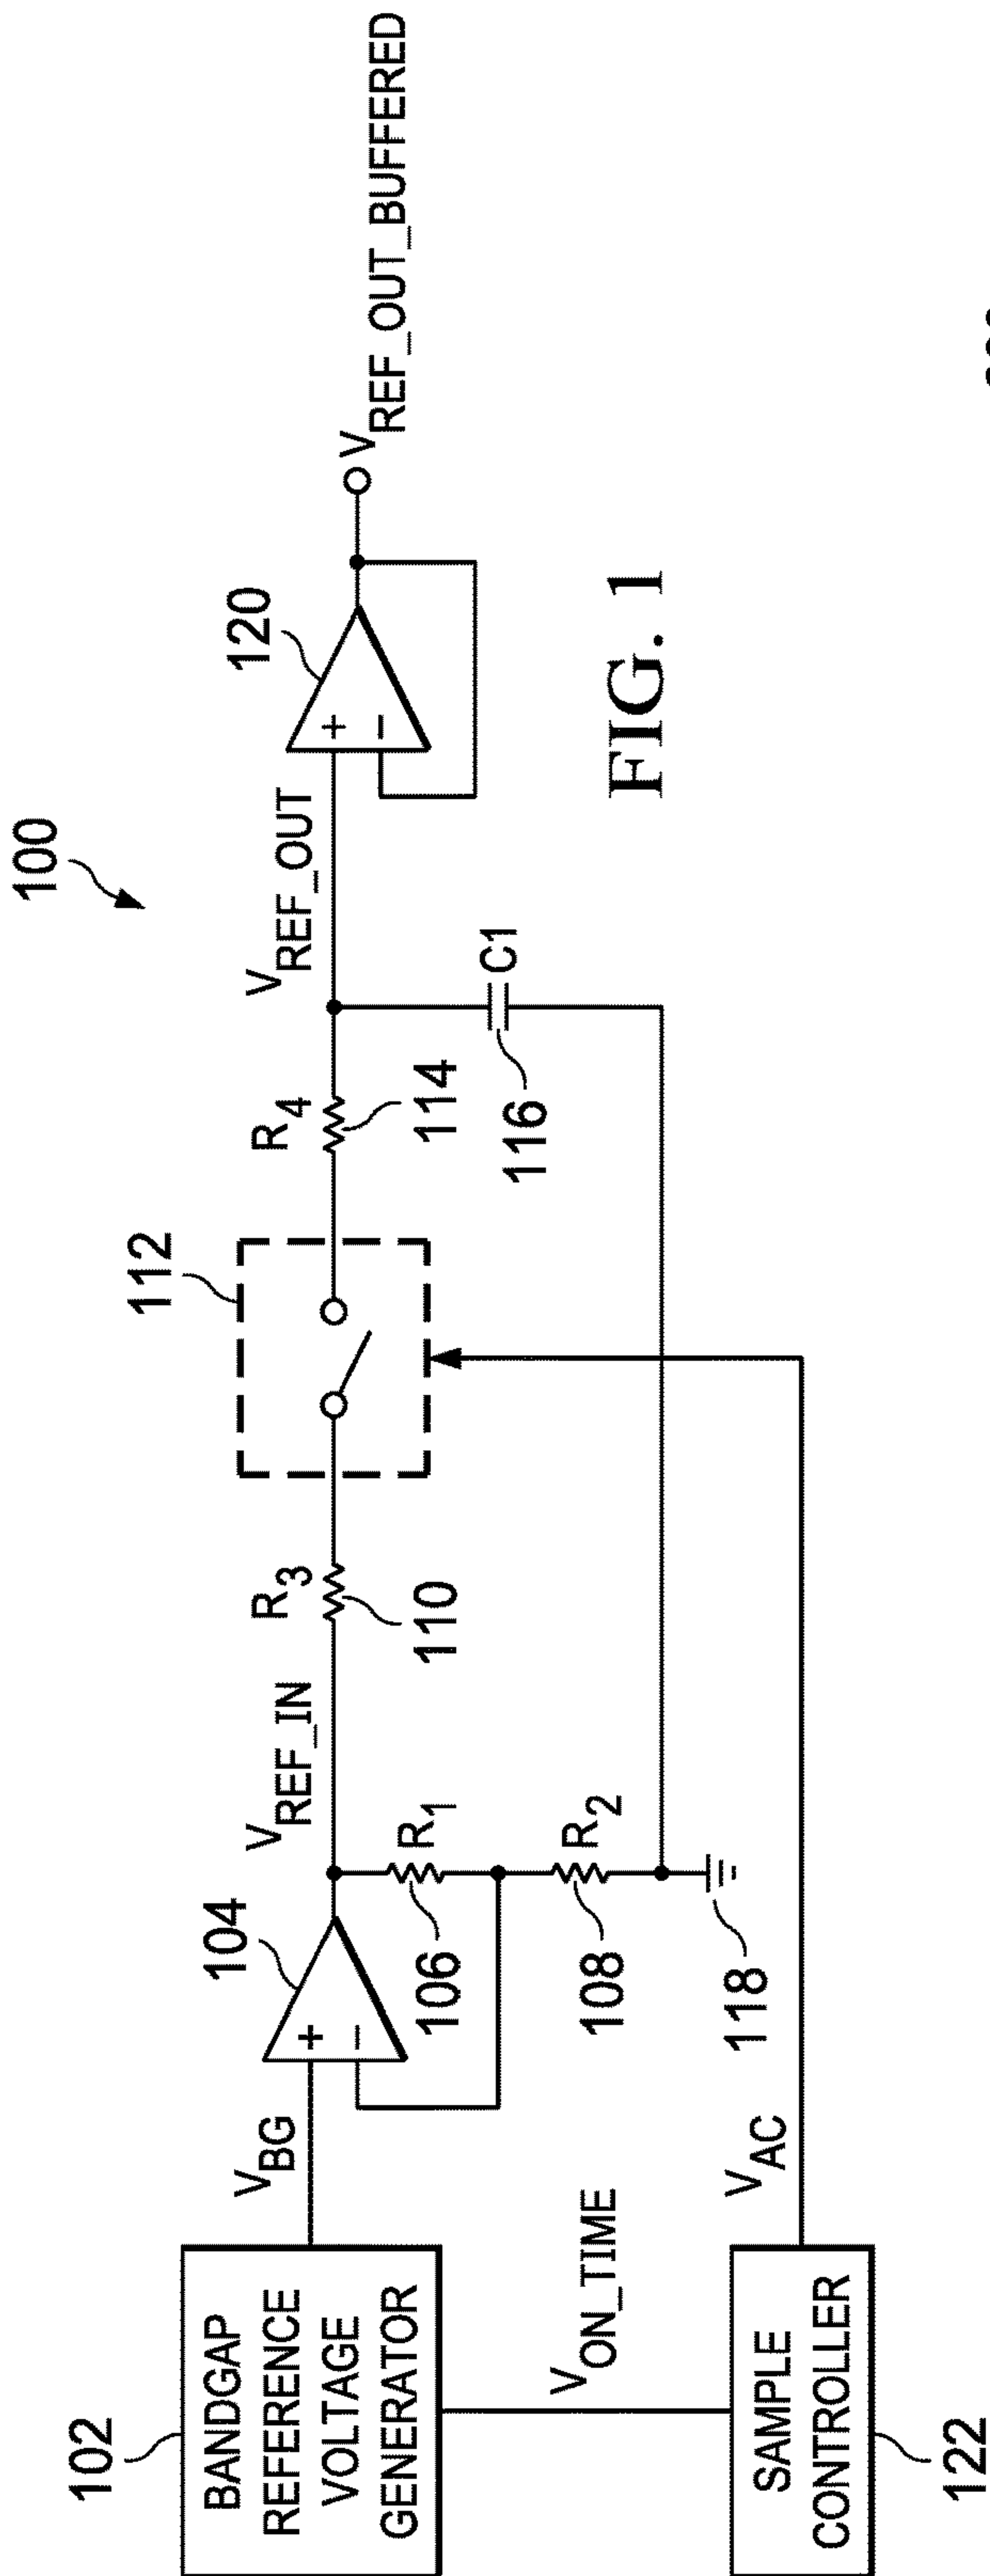 100
102
BANDGAP
REFERENCE
VOLTAGE
GENERATOR
V_BG
104
+
−
V_REF_IN
R_1
106
R_2
108
118
R_3
110
112
R_4
114
C1
116
V_REF_OUT
120
+
−
V_REF_OUT_BUFFERED
V_ON_TIME
SAMPLE
CONTROLLER
122
V_AC
FIG. 1